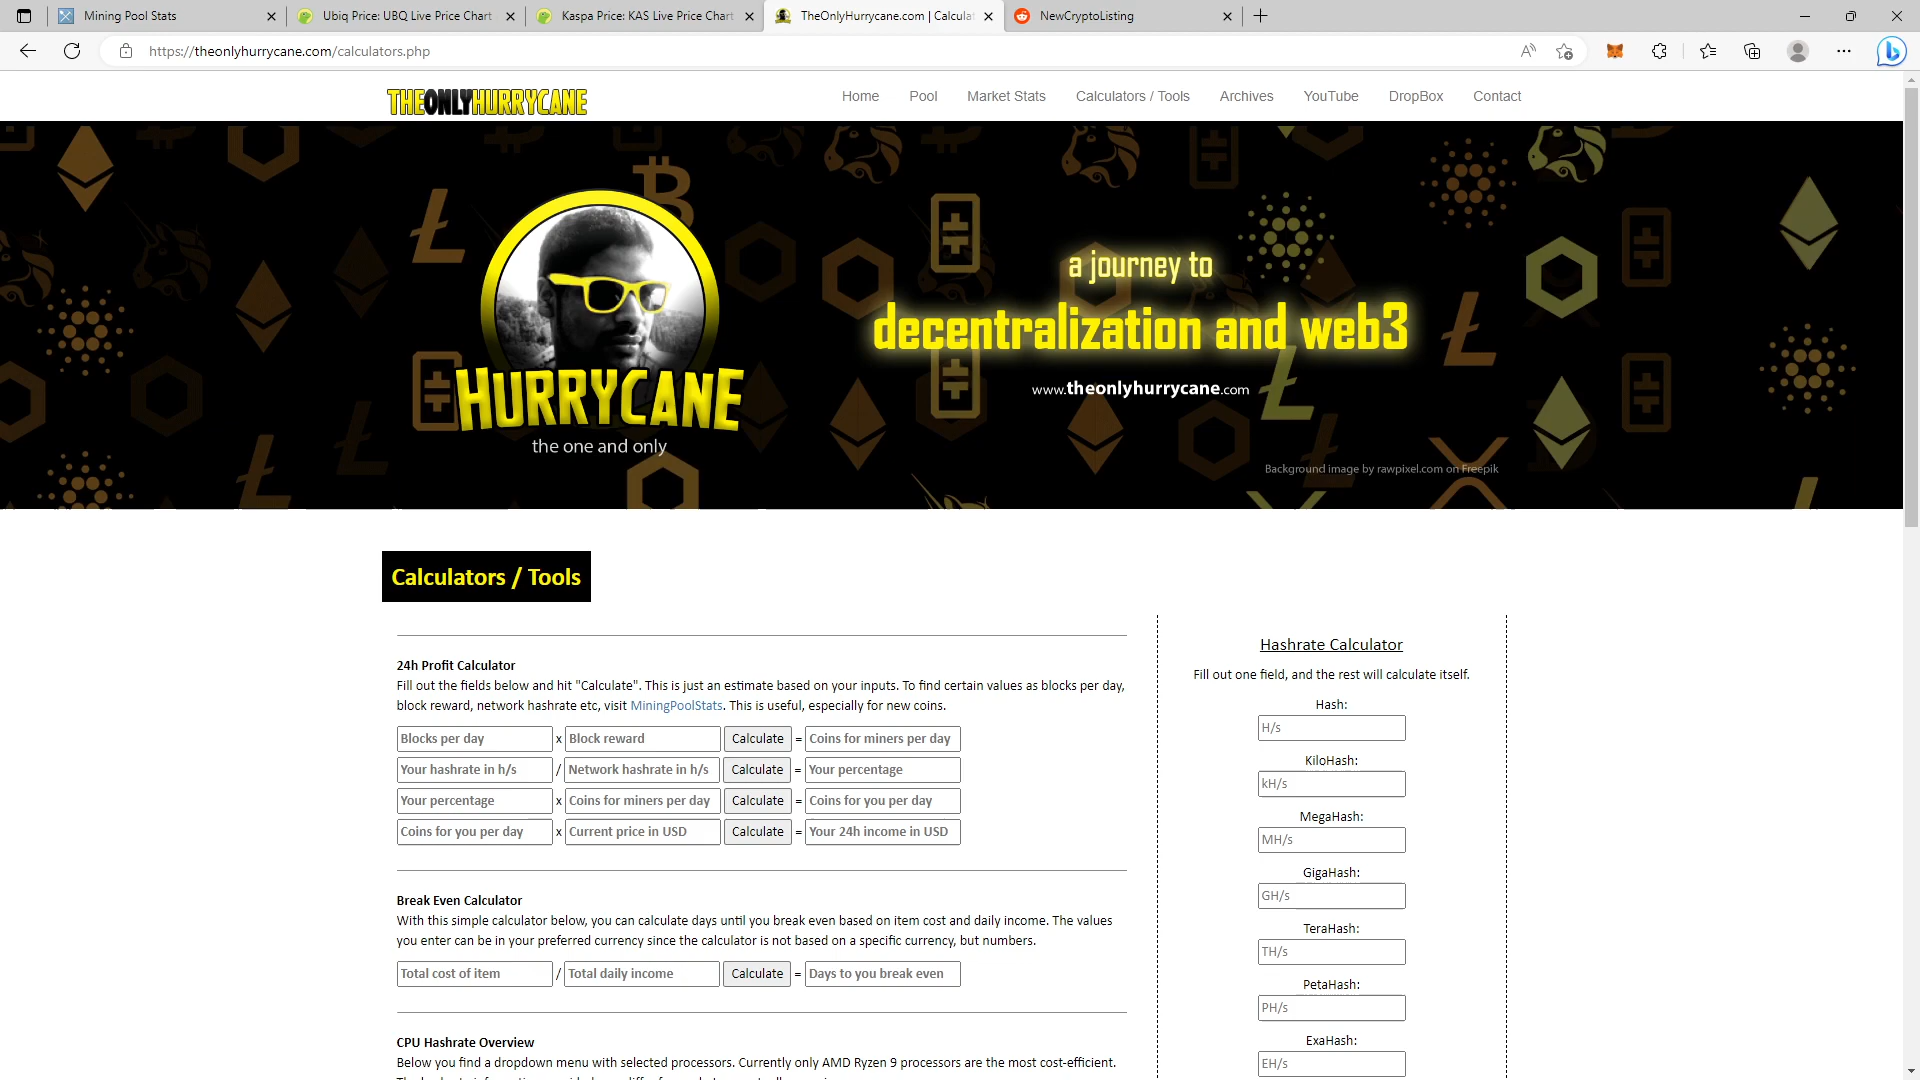 Mining Pool Stats
Ubiq Price: UBQ Live Price Chart
Kaspa Price: KAS Live Price Chart
TheOnlyHurrycane.com | Calculat
NewCryptoListing
https://theonlyhurrycane.com/calculators.php
THEONLYHURRYCANE
Home
Pool
Market Stats
Calculators / Tools
Archives
YouTube
DropBox
Contact
HURRYCANE
the one and only
a journey to
decentralization and web3
www.theonlyhurrycane.com
Background image by rawpixel.com on Freepik
Calculators / Tools
24h Profit Calculator
Fill out the fields below and hit "Calculate". This is just an estimate based on your inputs. To find certain values as blocks per day,
block reward, network hashrate etc, visit MiningPoolStats. This is useful, especially for new coins.
Blocks per day x Block reward Calculate = Coins for miners per day
Your hashrate in h/s / Network hashrate in h/s Calculate = Your percentage
Your percentage x Coins for miners per day Calculate = Coins for you per day
Coins for you per day x Current price in USD Calculate = Your 24h income in USD
Break Even Calculator
With this simple calculator below, you can calculate days until you break even based on item cost and daily income. The values
you enter can be in your preferred currency since the calculator is not based on a specific currency, but numbers.
Total cost of item / Total daily income Calculate = Days to you break even
CPU Hashrate Overview
Below you find a dropdown menu with selected processors. Currently only AMD Ryzen 9 processors are the most cost-efficient.
Hashrate Calculator
Fill out one field, and the rest will calculate itself.
Hash:
H/s
KiloHash:
kH/s
MegaHash:
MH/s
GigaHash:
GH/s
TeraHash:
TH/s
PetaHash:
PH/s
ExaHash:
EH/s